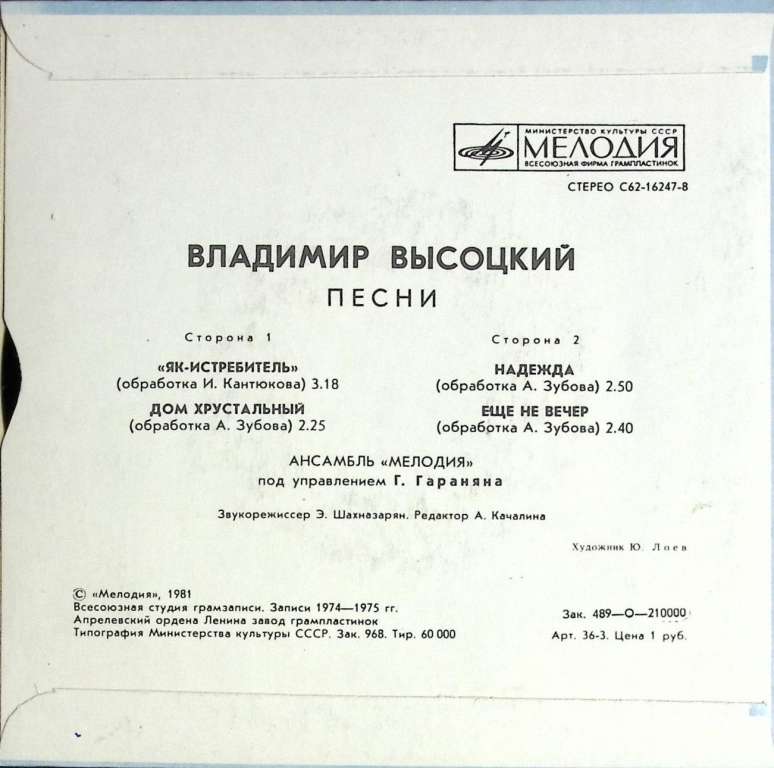 МИНИСТЕРСТВО КУЛЬТУРЫ СССР
МЕЛОДИЯ
ВСЕСОЮЗНАЯ ФИРМА ГРАМПЛАСТИНОК
СТЕРЕО С62-16247-8
ВЛАДИМИР ВЫСОЦКИЙ
ПЕСНИ
Сторона 1
«ЯК-ИСТРЕБИТЕЛЬ»
(обработка И. Кантюкова) 3.18
ДОМ ХРУСТАЛЬНЫЙ
(обработка А. Зубова) 2.25
Сторона 2
НАДЕЖДА
(обработка А. Зубова) 2.50
ЕЩЕ НЕ ВЕЧЕР
(обработка А. Зубова) 2.40
АНСАМБЛЬ «МЕЛОДИЯ»
под управлением Г. Гараняна
Звукорежиссер Э. Шахназарян. Редактор А. Качалина
Художник Ю. Лоев
© «Мелодия», 1981
Всесоюзная студия грамзаписи. Записи 1974—1975 гг.
Апрелевский ордена Ленина завод грампластинок
Типография Министерства культуры СССР. Зак. 968. Тир. 60 000
Зак. 489—О—210000
Арт. 36-3. Цена 1 руб.